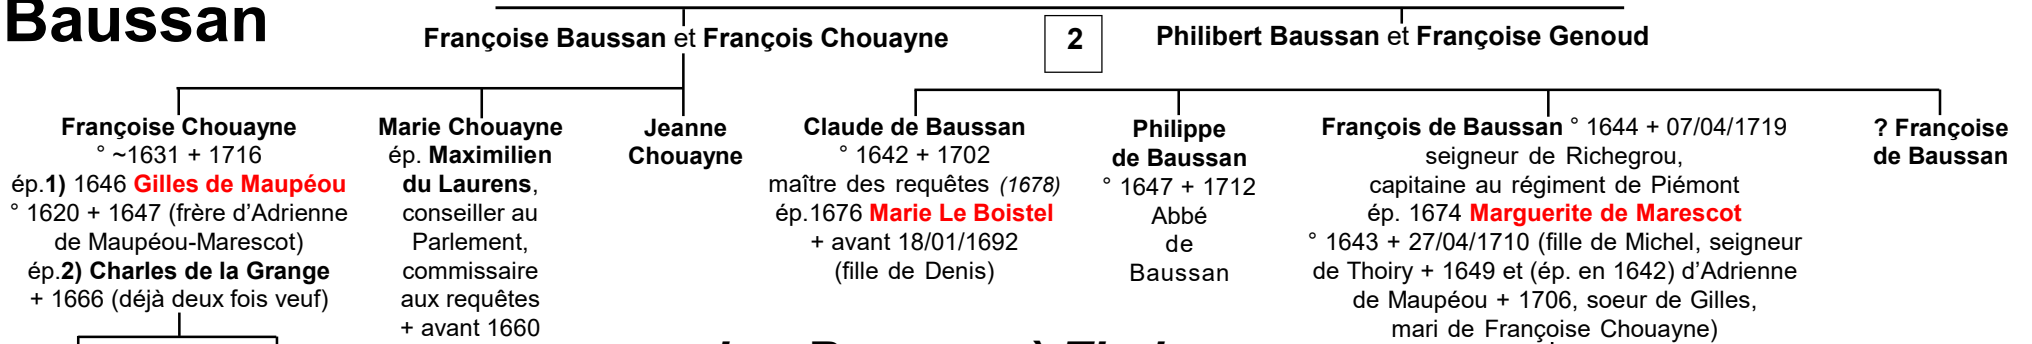 Baussan
Françoise Baussan et François Chouayne
2
Philibert Baussan et Françoise Genoud
Françoise Chouayne
° ~1631 + 1716
ép.1) 1646 Gilles de Maupéou
° 1620 + 1647 (frère d’Adrienne
de Maupéou-Marescot)
ép.2) Charles de la Grange
+ 1666 (déjà deux fois veuf)
Marie Chouayne
ép. Maximilien
du Laurens,
conseiller au
Parlement,
commissaire
aux requêtes
+ avant 1660
Jeanne
Chouayne
Claude de Baussan
° 1642 + 1702
maître des requêtes (1678)
ép.1676 Marie Le Boistel
+ avant 18/01/1692
(fille de Denis)
Philippe
de Baussan
° 1647 + 1712
Abbé
de
Baussan
François de Baussan ° 1644 + 07/04/1719
seigneur de Richegrou,
capitaine au régiment de Piémont
ép. 1674 Marguerite de Marescot
° 1643 + 27/04/1710 (fille de Michel, seigneur
de Thoiry + 1649 et (ép. en 1642) d’Adrienne
de Maupéou + 1706, soeur de Gilles,
mari de Françoise Chouayne)
? Françoise
de Baussan